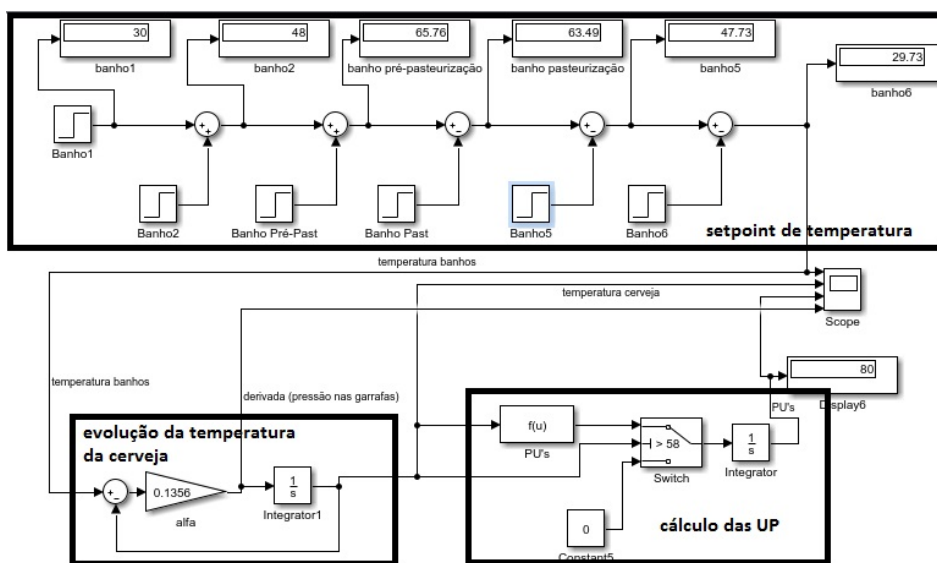 30
48
65.76
63.49
47.73
29.73
banho1
banho2
banho pré-pasteurização
banho pasteurização
banho5
banho6
+
+
+
+
+
-
+
-
+
-
Banho1
Banho2
Banho Pré-Past
Banho Past
Banho5
Banho6
setpoint de temperatura
temperatura banhos
temperatura cerveja
Scope
temperatura banhos
derivada (pressão nas garrafas)
80
PU's
Display6
evolução da temperatura
da cerveja
+
-
0.1356
alfa
1
s
Integrator1
f(u)
PU's
> 58
Switch
1
s
Integrator
0
Constant5
cálculo das UP